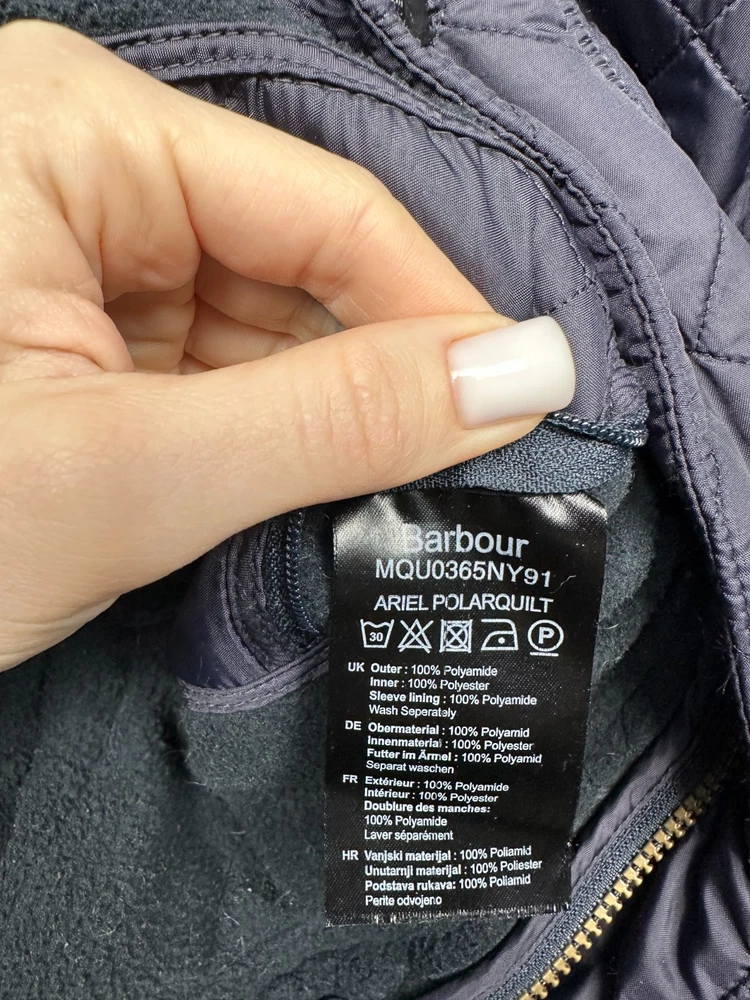 Barbour
MQU0365NY91
ARIEL POLARQUILT
30 P
UK Outer : 100% Polyamide
Inner : 100% Polyester
Sleeve lining : 100% Polyamide
Wash Seperately
DE Obermaterial : 100% Polyamid
Innenmaterial : 100% Polyester
Futter im Ärmel : 100% Polyamid
Separat waschen
FR Extérieur : 100% Polyamide
Intérieur : 100% Polyester
Doublure des manches:
100% Polyamide
Laver séparément
HR Vanjski materijal : 100% Poliamid
Unutarnji materijal : 100% Poliester
Podstava rukava: 100% Poliamid
Perite odvojeno